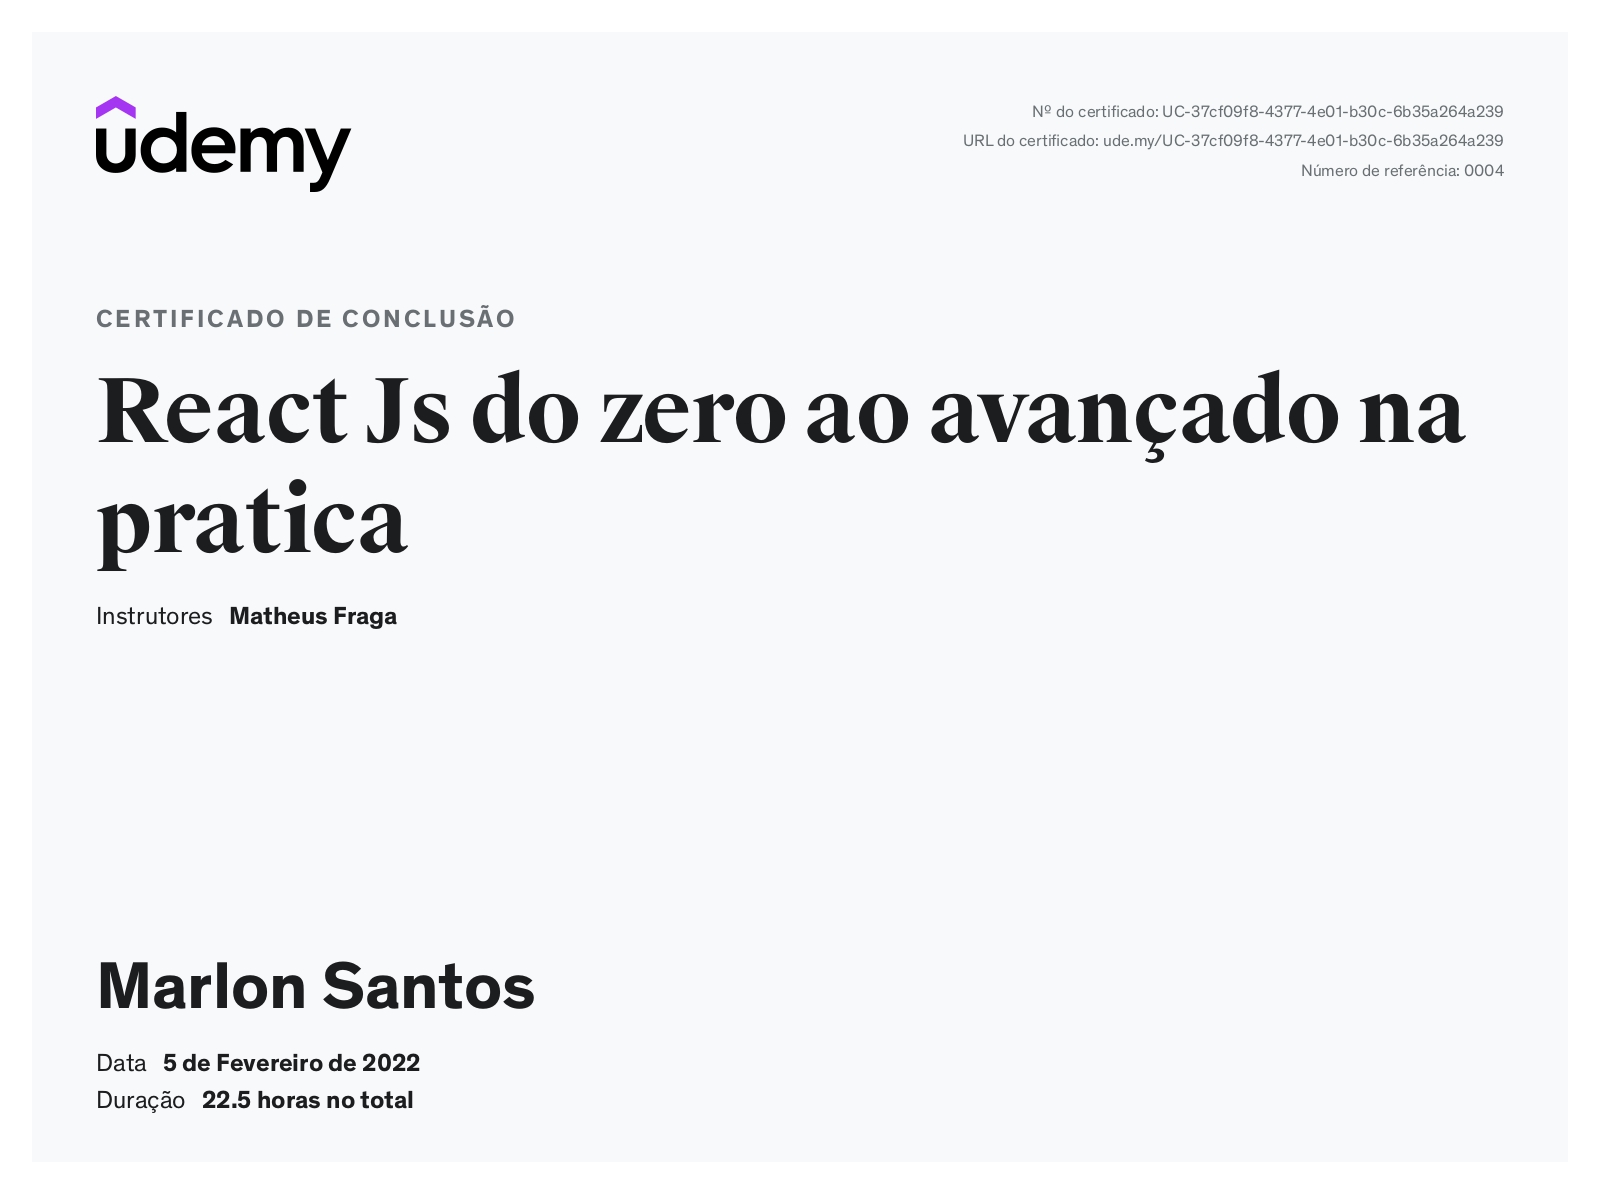 udemy
Nº do certificado: UC-37cf09f8-4377-4e01-b30c-6b35a264a239
URL do certificado: ude.my/UC-37cf09f8-4377-4e01-b30c-6b35a264a239
Número de referência: 0004
CERTIFICADO DE CONCLUSÃO
React Js do zero ao avançado na
pratica
Instrutores Matheus Fraga
Marlon Santos
Data 5 de Fevereiro de 2022
Duração 22.5 horas no total